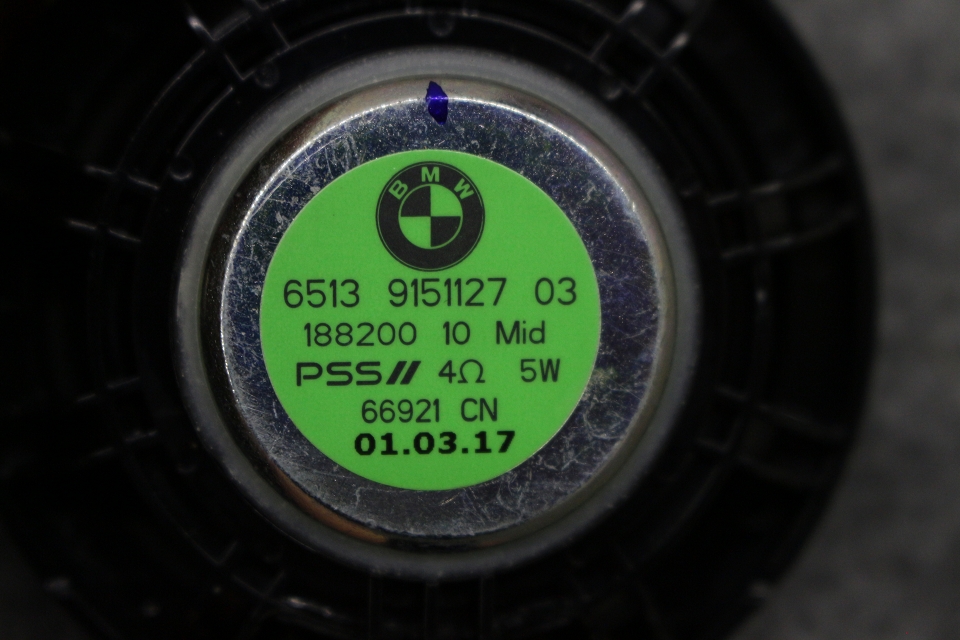 BMW
6513 9151127 03
188200 10 Mid
PSS// 4Ω 5W
66921 CN
01.03.17